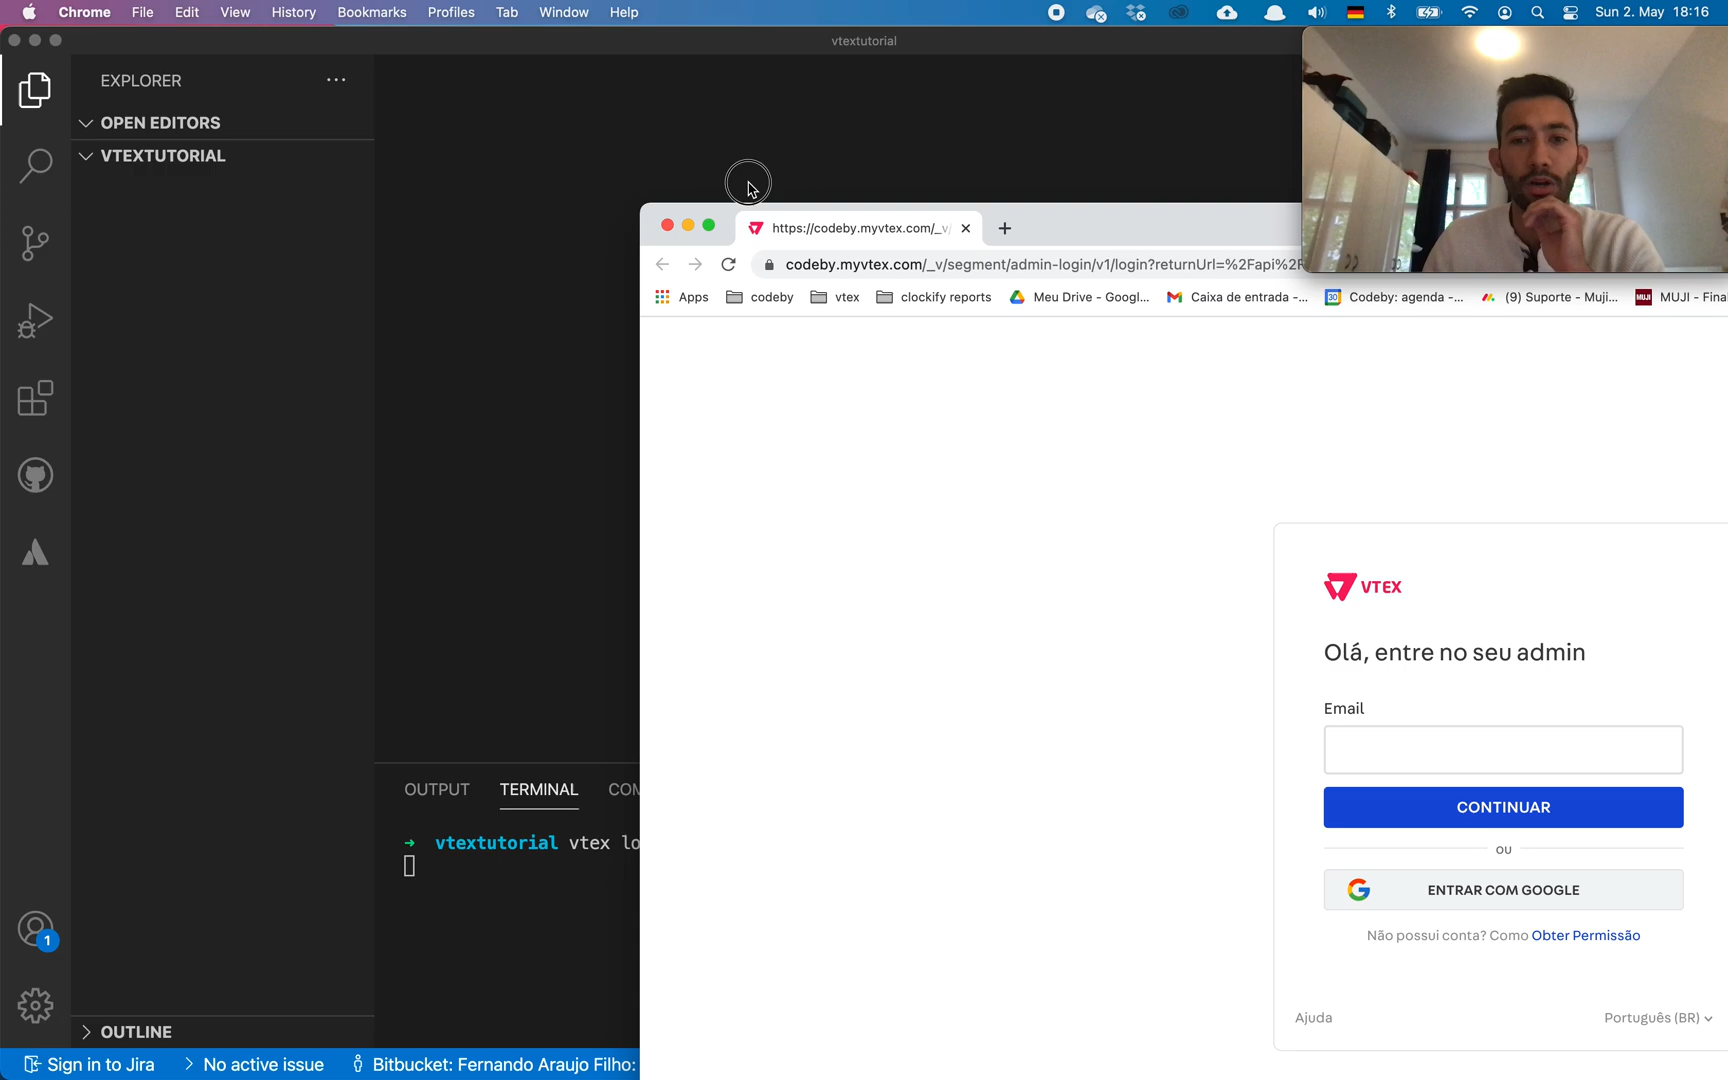 Chrome File Edit View History Bookmarks Profiles Tab Window Help Sun 2. May 18:16
vtextutorial
EXPLORER
OPEN EDITORS
VTEXTUTORIAL
https://codeby.myvtex.com/_v/
codeby.myvtex.com/_v/segment/admin-login/v1/login?returnUrl=%2Fapi%2F
Apps codeby vtex clockify reports Meu Drive - Googl... Caixa de entrada -... 30 Codeby: agenda -... (9) Suporte - Muji... MUJI MUJI - Fina
VTEX
Olá, entre no seu admin
Email
CONTINUAR
ou
ENTRAR COM GOOGLE
Não possui conta? Como Obter Permissão
Ajuda Português (BR)
OUTPUT TERMINAL COM
→ vtextutorial vtex lo
1
OUTLINE
Sign in to Jira No active issue Bitbucket: Fernando Araujo Filho: